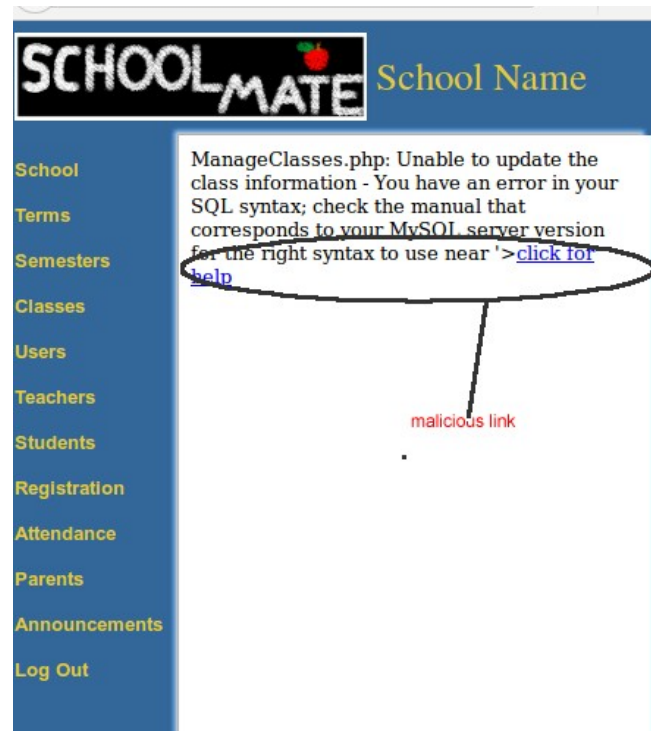 SCHOOLMATE
School Name
School
Terms
Semesters
Classes
Users
Teachers
Students
Registration
Attendance
Parents
Announcements
Log Out
ManageClasses.php: Unable to update the
class information - You have an error in your
SQL syntax; check the manual that
corresponds to your MySQL server version
for the right syntax to use near '>click for
help
malicious link